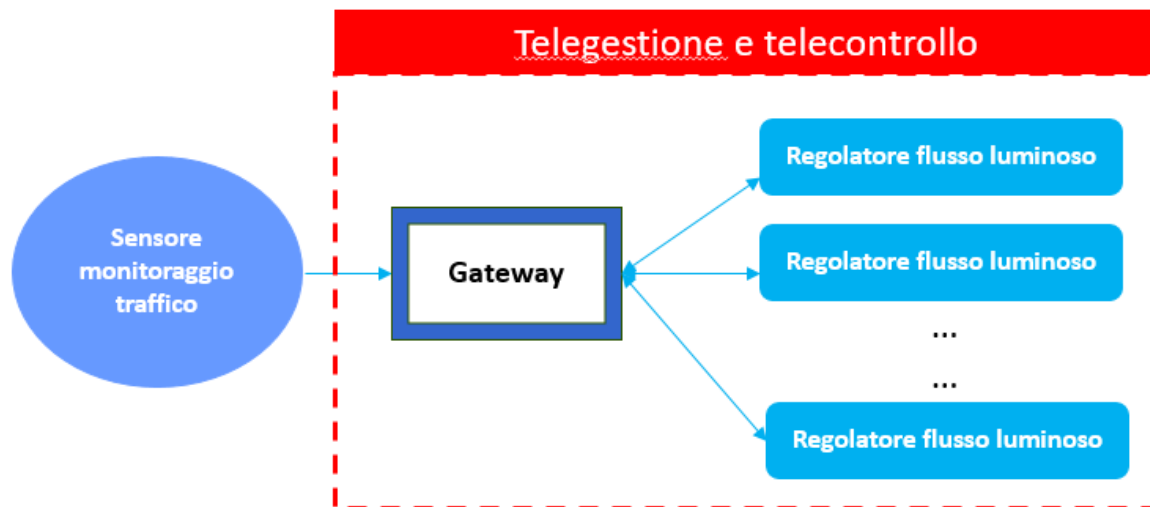 Telegestione e telecontrollo
Sensore
monitoraggio
traffico
Gateway
Regolatore flusso luminoso
Regolatore flusso luminoso
...
...
Regolatore flusso luminoso